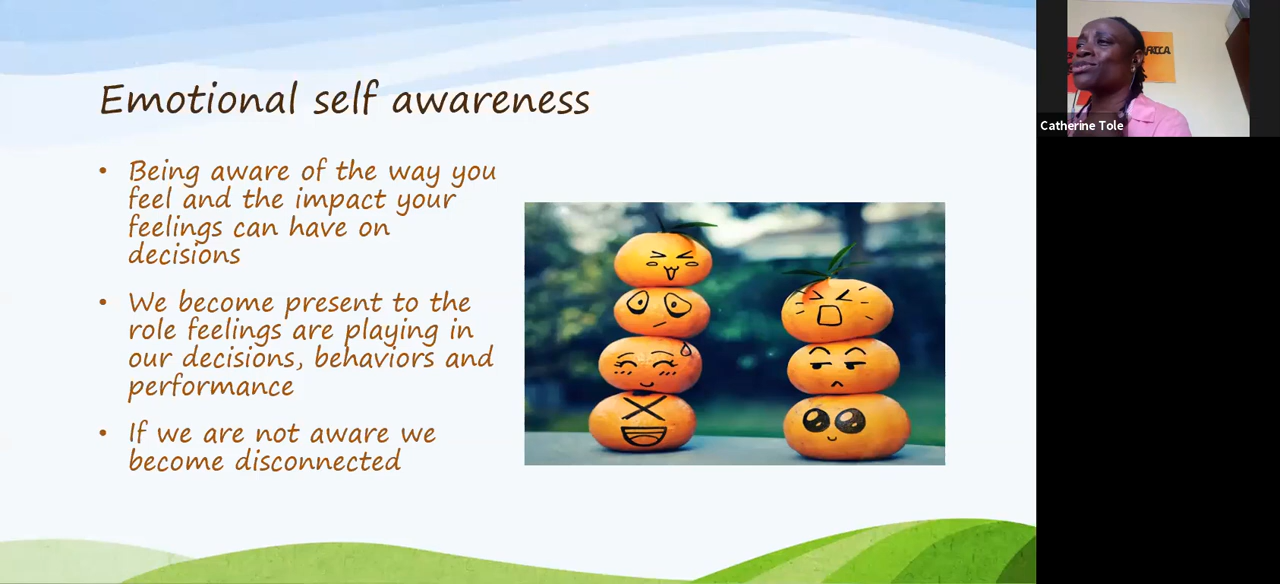 Emotional self awareness
• Being aware of the way you
feel and the impact your
feelings can have on
decisions
• We become present to the
role feelings are playing in
our decisions, behaviors and
performance
• If we are not aware we
become disconnected
Catherine Tole